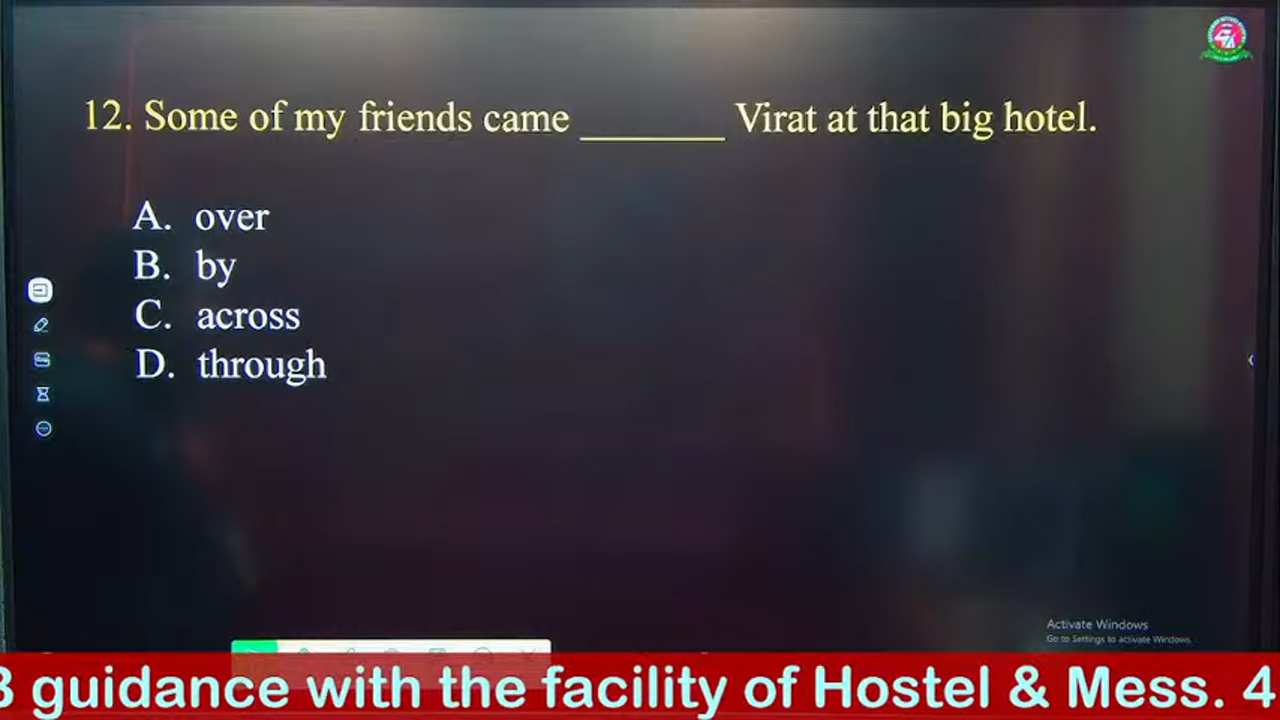 12. Some of my friends came ________ Virat at that big hotel.
A. over
B. by
C. across
D. through
Activate Windows
Go to Settings to activate Windows.
3 guidance with the facility of Hostel & Mess. 4